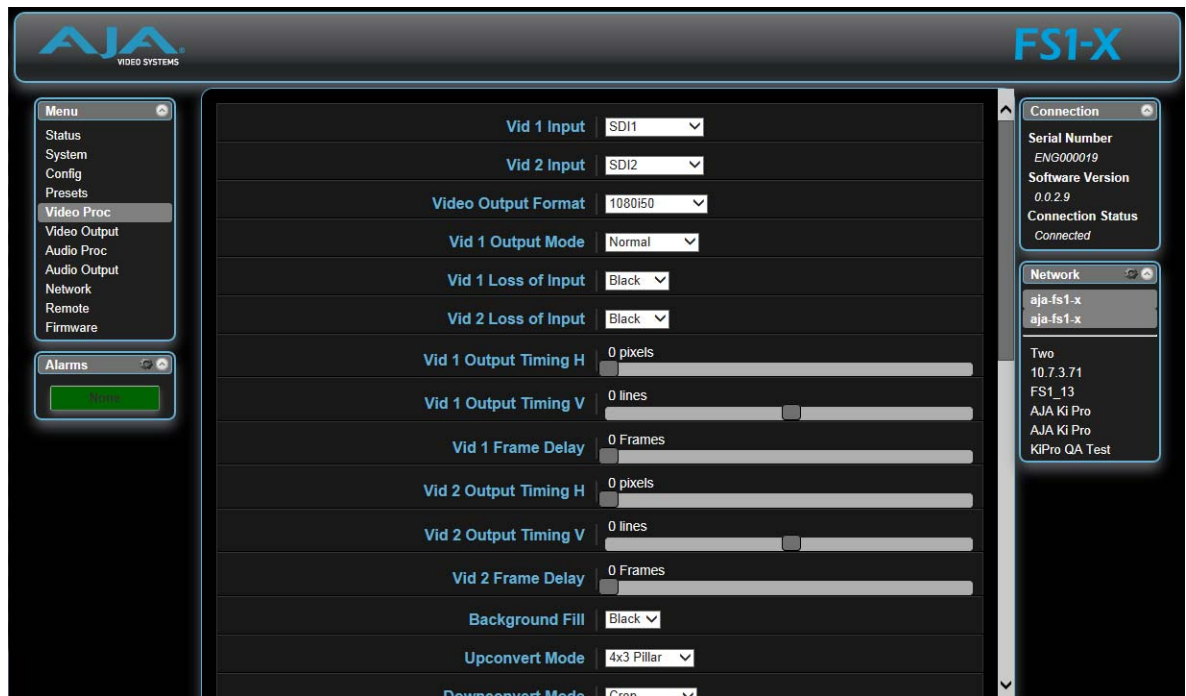 AJA
VIDEO SYSTEMS
FS1-X
Menu
Status
System
Config
Presets
Video Proc
Video Output
Audio Proc
Audio Output
Network
Remote
Firmware
Alarms
None
Vid 1 Input SDI1
Vid 2 Input SDI2
Video Output Format 1080i50
Vid 1 Output Mode Normal
Vid 1 Loss of Input Black
Vid 2 Loss of Input Black
Vid 1 Output Timing H 0 pixels
Vid 1 Output Timing V 0 lines
Vid 1 Frame Delay 0 Frames
Vid 2 Output Timing H 0 pixels
Vid 2 Output Timing V 0 lines
Vid 2 Frame Delay 0 Frames
Background Fill Black
Upconvert Mode 4x3 Pillar
Downconvert Mode Crop
Connection
Serial Number
ENG000019
Software Version
0.0.2.9
Connection Status
Connected
Network
aja-fs1-x
aja-fs1-x
Two
10.7.3.71
FS1_13
AJA Ki Pro
AJA Ki Pro
KiPro QA Test